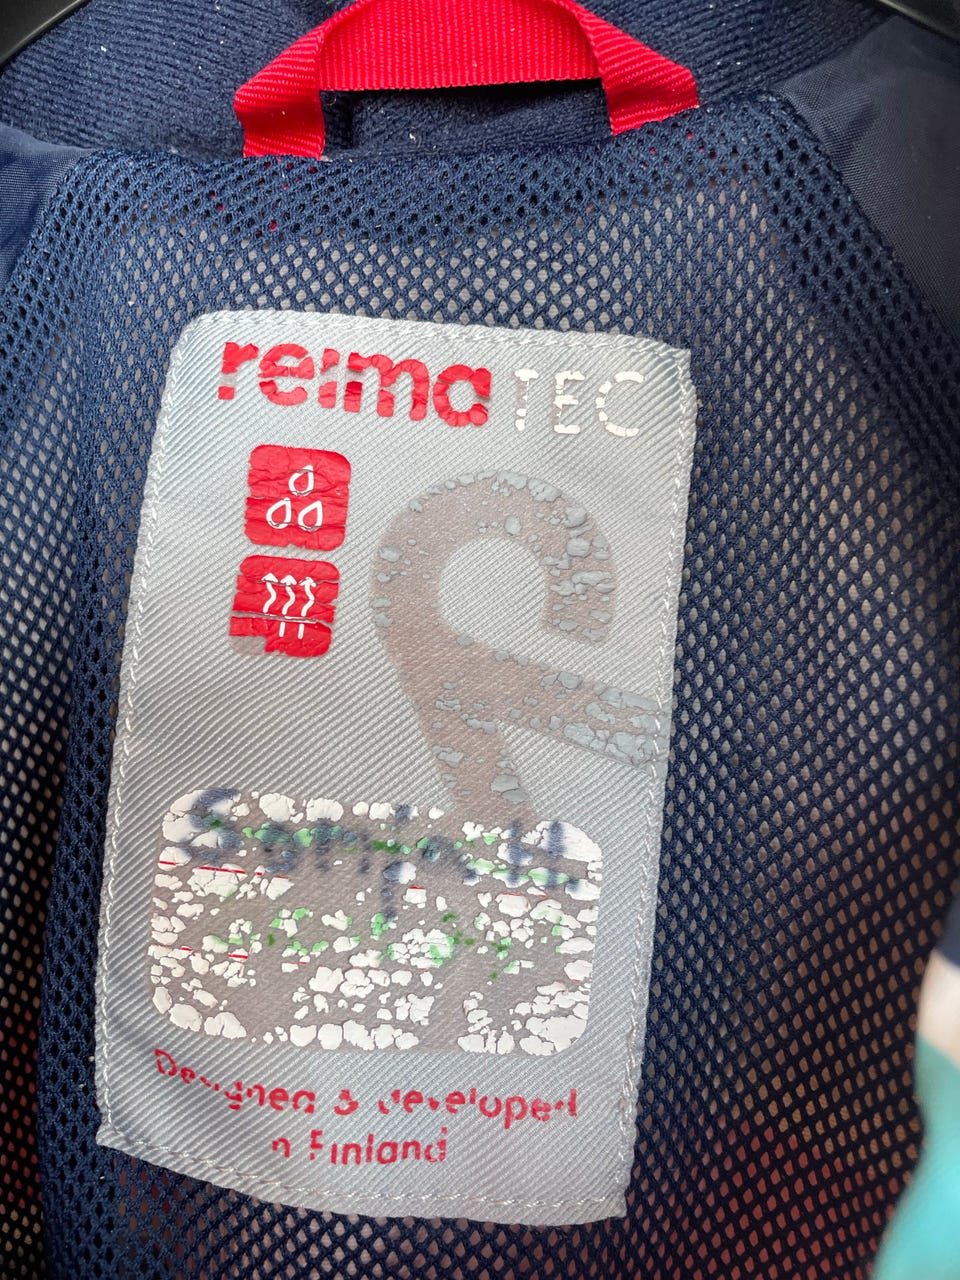 reima TEC
Designed & developed
in Finland